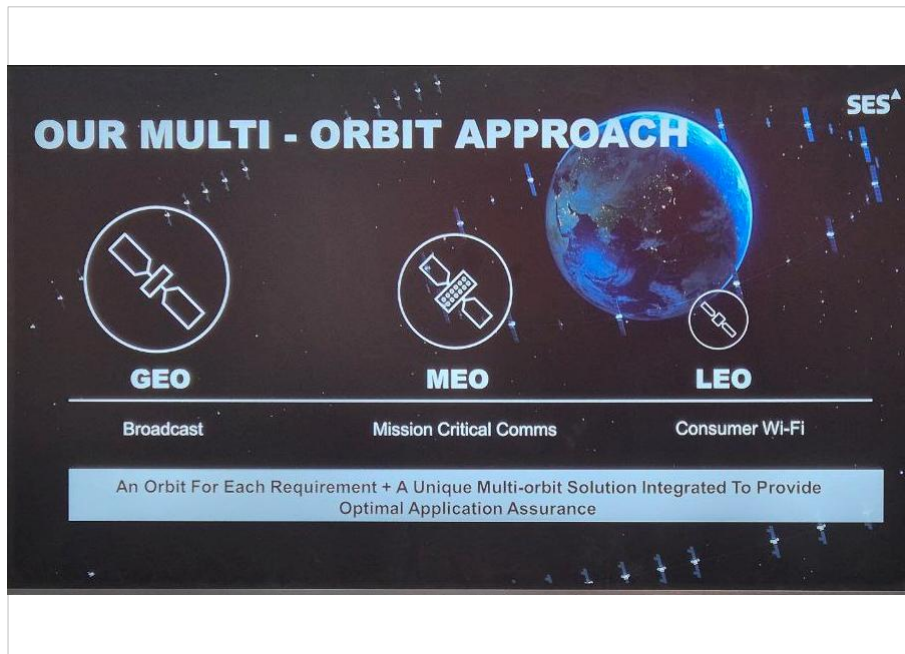 SES
OUR MULTI - ORBIT APPROACH
GEO
MEO
LEO
Broadcast
Mission Critical Comms
Consumer Wi-Fi
An Orbit For Each Requirement + A Unique Multi-orbit Solution Integrated To Provide
Optimal Application Assurance